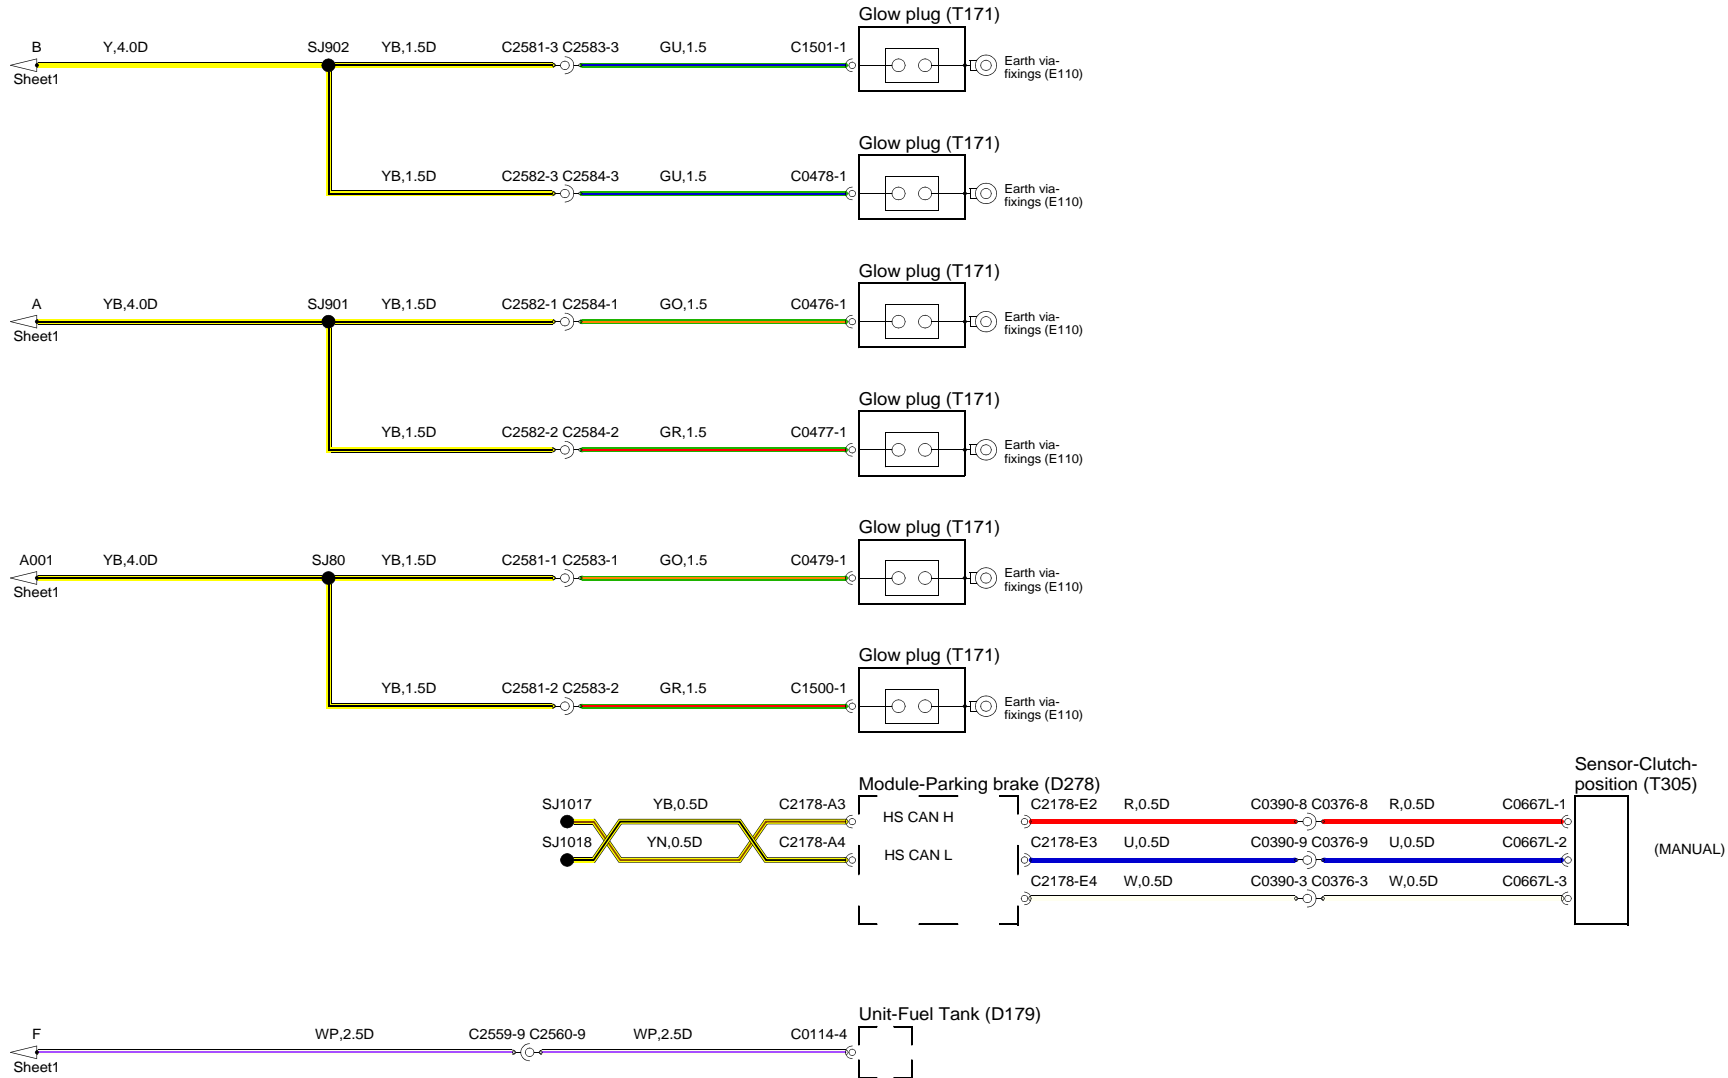 Glow plug (T171)
B Y,4.0D SJ902 YB,1.5D C2581-3 C2583-3 GU,1.5 C1501-1
Sheet1
Earth via-
fixings (E110)
Glow plug (T171)
YB,1.5D C2582-3 C2584-3 GU,1.5 C0478-1
Earth via-
fixings (E110)
Glow plug (T171)
A YB,4.0D SJ901 YB,1.5D C2582-1 C2584-1 GO,1.5 C0476-1
Sheet1
Earth via-
fixings (E110)
Glow plug (T171)
YB,1.5D C2582-2 C2584-2 GR,1.5 C0477-1
Earth via-
fixings (E110)
Glow plug (T171)
A001 YB,4.0D SJ80 YB,1.5D C2581-1 C2583-1 GO,1.5 C0479-1
Sheet1
Earth via-
fixings (E110)
Glow plug (T171)
YB,1.5D C2581-2 C2583-2 GR,1.5 C1500-1
Earth via-
fixings (E110)
Sensor-Clutch-
position (T305)
Module-Parking brake (D278)
SJ1017 YB,0.5D C2178-A3 HS CAN H C2178-E2 R,0.5D C0390-8 C0376-8 R,0.5D C0667L-1
SJ1018 YN,0.5D C2178-A4 HS CAN L C2178-E3 U,0.5D C0390-9 C0376-9 U,0.5D C0667L-2
(MANUAL)
C2178-E4 W,0.5D C0390-3 C0376-3 W,0.5D C0667L-3
Unit-Fuel Tank (D179)
F WP,2.5D C2559-9 C2560-9 WP,2.5D C0114-4
Sheet1